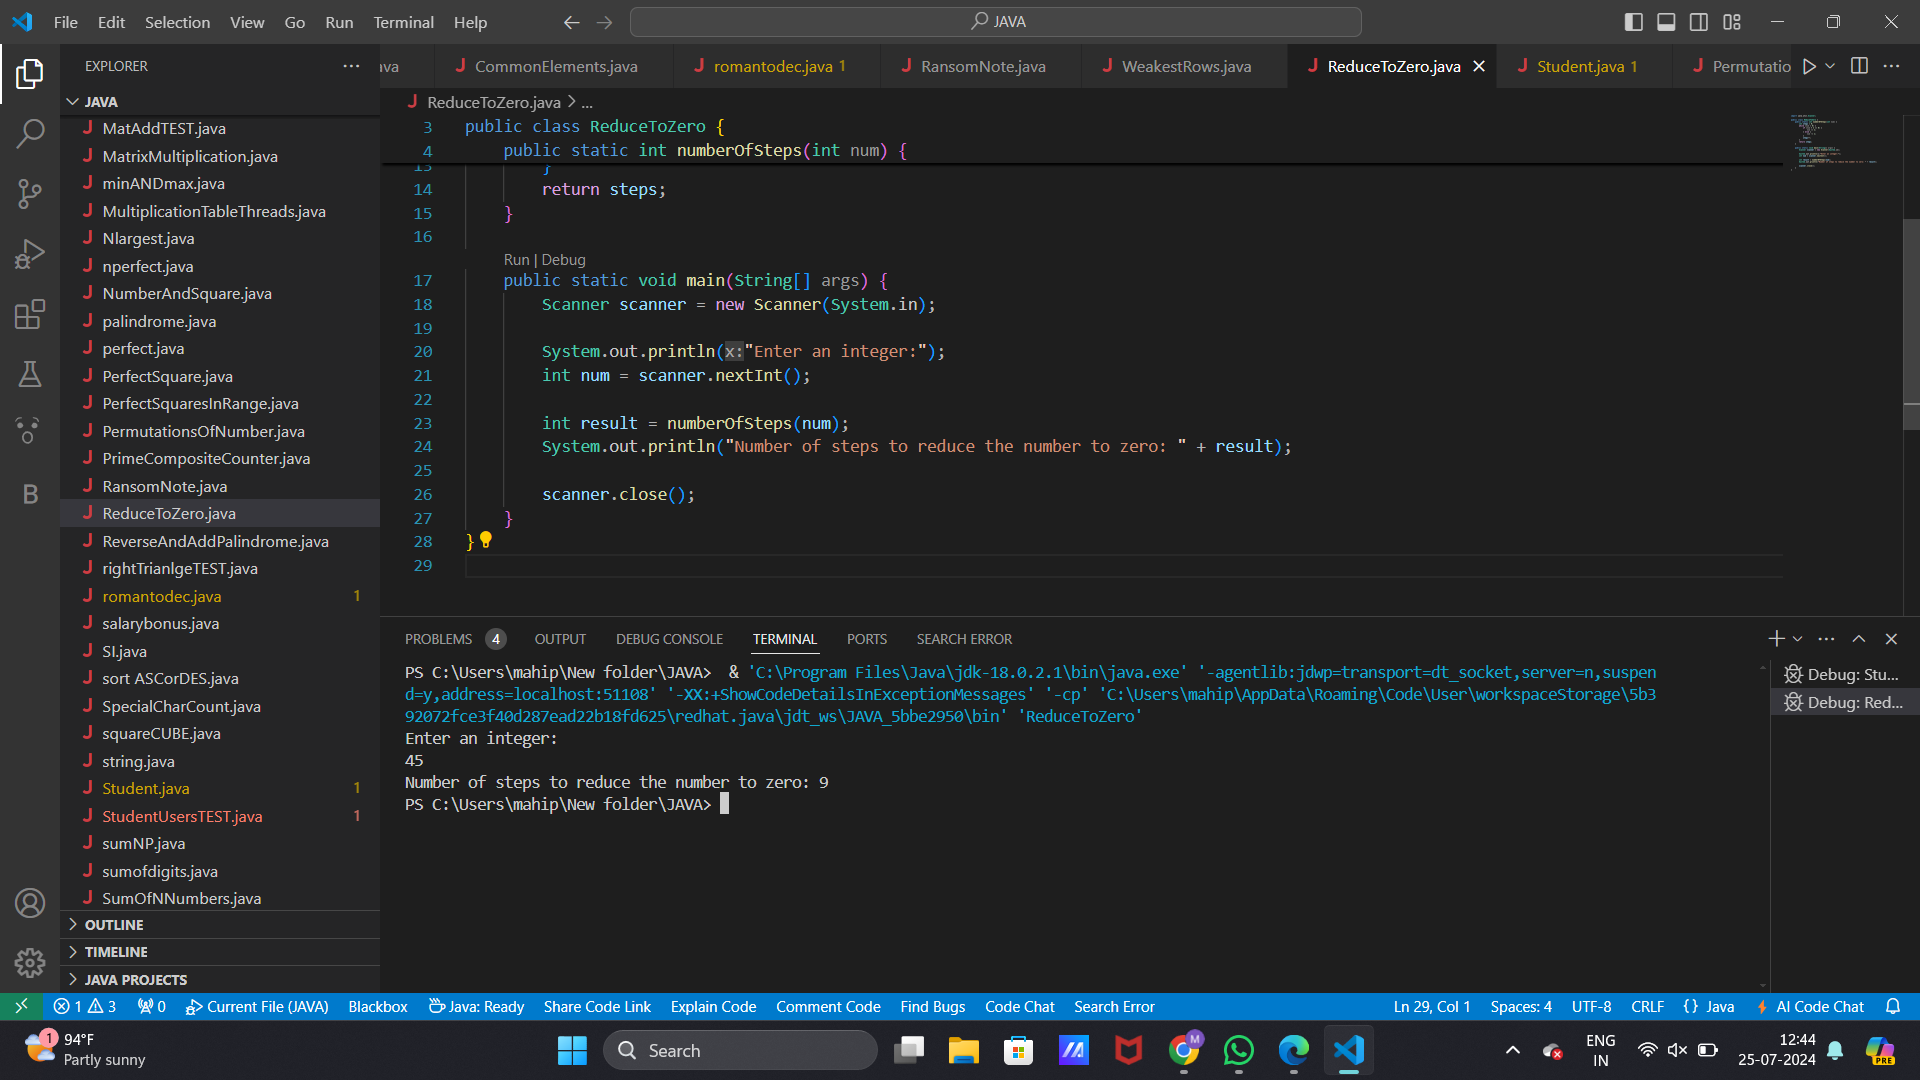 File Edit Selection View Go Run Terminal Help
JAVA
EXPLORER
ava
CommonElements.java
romantodec.java 1
RansomNote.java
WeakestRows.java
ReduceToZero.java
Student.java 1
Permutatio
JAVA
MatAddTEST.java
MatrixMultiplication.java
minANDmax.java
MultiplicationTableThreads.java
Nlargest.java
nperfect.java
NumberAndSquare.java
palindrome.java
perfect.java
PerfectSquare.java
PerfectSquaresInRange.java
PermutationsOfNumber.java
PrimeCompositeCounter.java
RansomNote.java
ReduceToZero.java
ReverseAndAddPalindrome.java
rightTrianlgeTEST.java
romantodec.java 1
salarybonus.java
SI.java
sort ASCorDES.java
SpecialCharCount.java
squareCUBE.java
string.java
Student.java 1
StudentUsersTEST.java 1
sumNP.java
sumofdigits.java
SumOfNNumbers.java
OUTLINE
TIMELINE
JAVA PROJECTS
ReduceToZero.java > ...
3 public class ReduceToZero {
4 public static int numberOfSteps(int num) {
13 }
14 return steps;
15 }
16
Run | Debug
17 public static void main(String[] args) {
18 Scanner scanner = new Scanner(System.in);
19
20 System.out.println(x:"Enter an integer:");
21 int num = scanner.nextInt();
22
23 int result = numberOfSteps(num);
24 System.out.println("Number of steps to reduce the number to zero: " + result);
25
26 scanner.close();
27 }
28 }
29
PROBLEMS 4 OUTPUT DEBUG CONSOLE TERMINAL PORTS SEARCH ERROR
PS C:\Users\mahip\New folder\JAVA> & 'C:\Program Files\Java\jdk-18.0.2.1\bin\java.exe' '-agentlib:jdwp=transport=dt_socket,server=n,suspen
d=y,address=localhost:51108' '-XX:+ShowCodeDetailsInExceptionMessages' '-cp' 'C:\Users\mahip\AppData\Roaming\Code\User\workspaceStorage\5b3
92072fce3f40d287ead22b18fd625\redhat.java\jdt_ws\JAVA_5bbe2950\bin' 'ReduceToZero'
Enter an integer:
45
Number of steps to reduce the number to zero: 9
PS C:\Users\mahip\New folder\JAVA>
Debug: Stu...
Debug: Red...
1 3 0 Current File (JAVA) Blackbox Java: Ready Share Code Link Explain Code Comment Code Find Bugs Code Chat Search Error Ln 29, Col 1 Spaces: 4 UTF-8 CRLF {} Java AI Code Chat
1
94°F
Partly sunny
Search
M
ENG
IN
12:44
25-07-2024
PRE